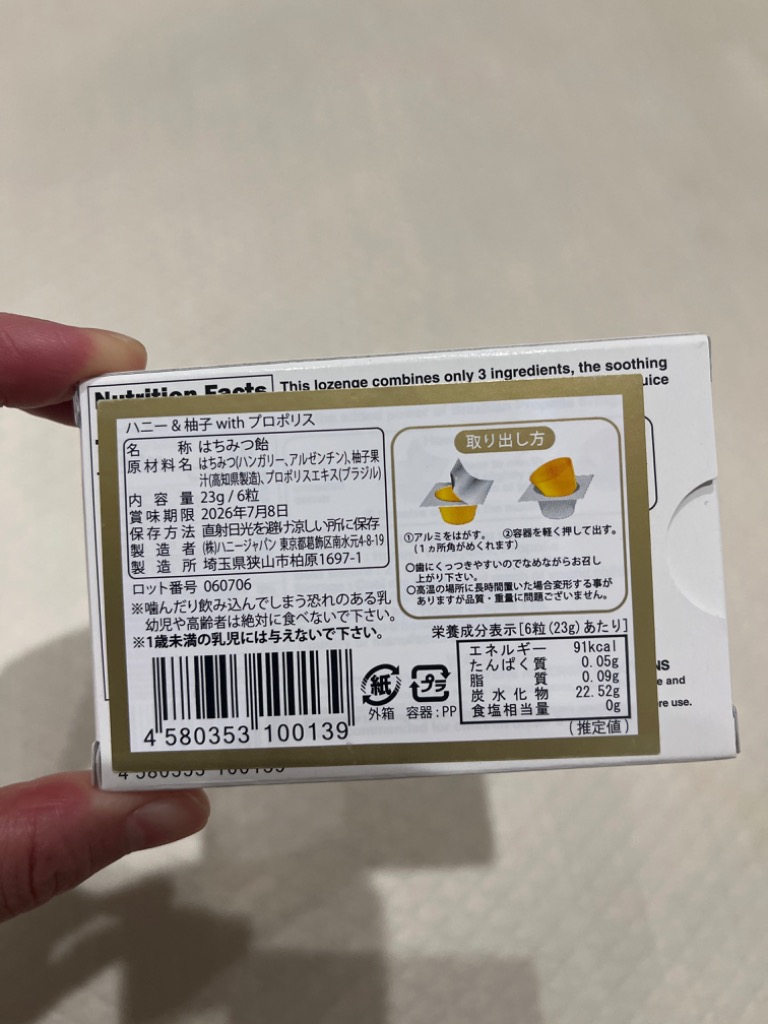 Nutrition Facts
This lozenge combines only 3 ingredients, the soothing
juice
ハニー & 柚子 with プロポリス
名 称 はちみつ飴
原材料名 はちみつ(ハンガリー、アルゼンチン)、柚子果
汁(高知県製造)、プロポリスエキス(ブラジル)
内容量 23g / 6粒
賞味期限 2026年7月8日
保存方法 直射日光を避け涼しい所に保存
製造者 (株)ハニージャパン 東京都葛飾区南水元4-8-19
製造所 埼玉県狭山市柏原1697-1
ロット番号 060706
※噛んだり飲み込んでしまう恐れのある乳
幼児や高齢者は絶対に食べないで下さい。
※1歳未満の乳児には与えないで下さい。
4 580353 100139
紙
外箱
プラ
容器 : PP
取り出し方
①アルミをはがす。
(1ヵ所角がめくれます)
②容器を軽く押して出す。
○歯にくっつきやすいのでなめながらお召し
上がり下さい。
○高温の場所に長時間置いた場合変形する事が
ありますが品質・重量に問題ございません。
栄養成分表示 [6粒(23g)あたり]
エネルギー 91kcal
たんぱく質 0.05g
脂質 0.09g
炭水化物 22.52g
食塩相当量 0g
(推定値)
NS
e and
re use.
4 580353 100139